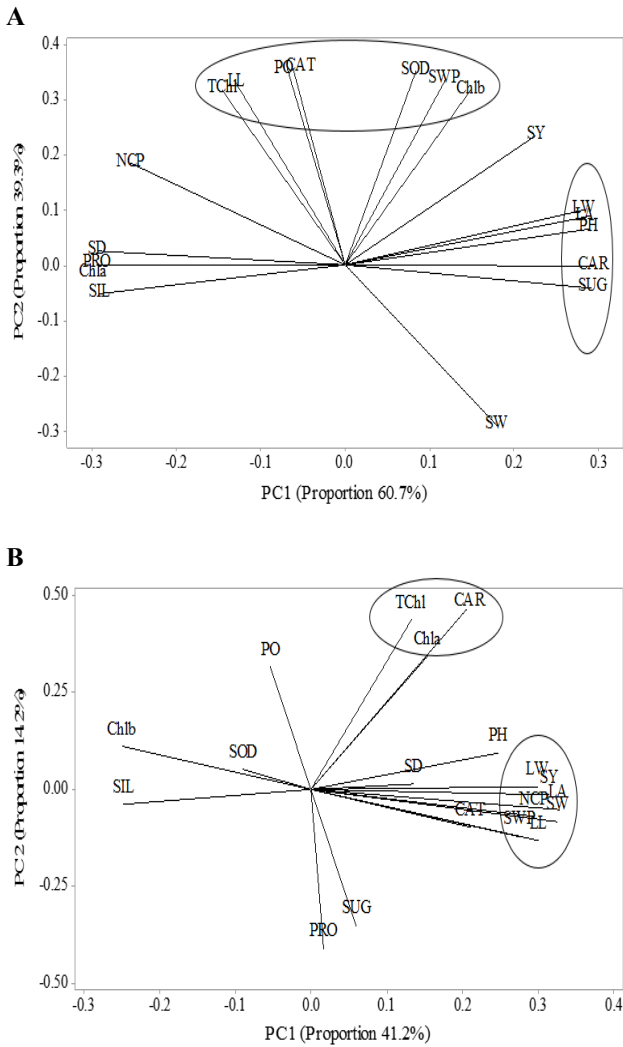 A
0.4
0.3
0.2
0.1
0.0
-0.1
-0.2
-0.3
PC2 (Proportion 39.3%)
PO
CAT
SOD
LL
TChl
SWP
Chlb
SY
NCP
LW
LA
PH
SD
PRO
Chla
SIL
CAR
SUG
SW
-0.3
-0.2
-0.1
0.0
0.1
0.2
0.3
PC1 (Proportion 60.7%)
B
0.50
0.25
0.00
-0.25
-0.50
PC2 (Proportion 14.2%)
TChl
CAR
Chla
PO
Chlb
SOD
SIL
PH
SD
LW
SY
LA
NCP
SW
CAT
SWP
LL
SUG
PRO
-0.3
-0.2
-0.1
0.0
0.1
0.2
0.3
0.4
PC1 (Proportion 41.2%)